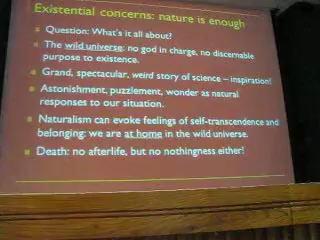 Existential concerns: nature is enough
Question: What's it all about?
The wild universe: no god in charge, no discernable
purpose to existence.
Grand, spectacular, weird story of science – inspiration!
Astonishment, puzzlement, wonder as natural
responses to our situation.
Naturalism can evoke feelings of self-transcendence and
belonging: we are at home in the wild universe.
Death: no afterlife, but no nothingness either!